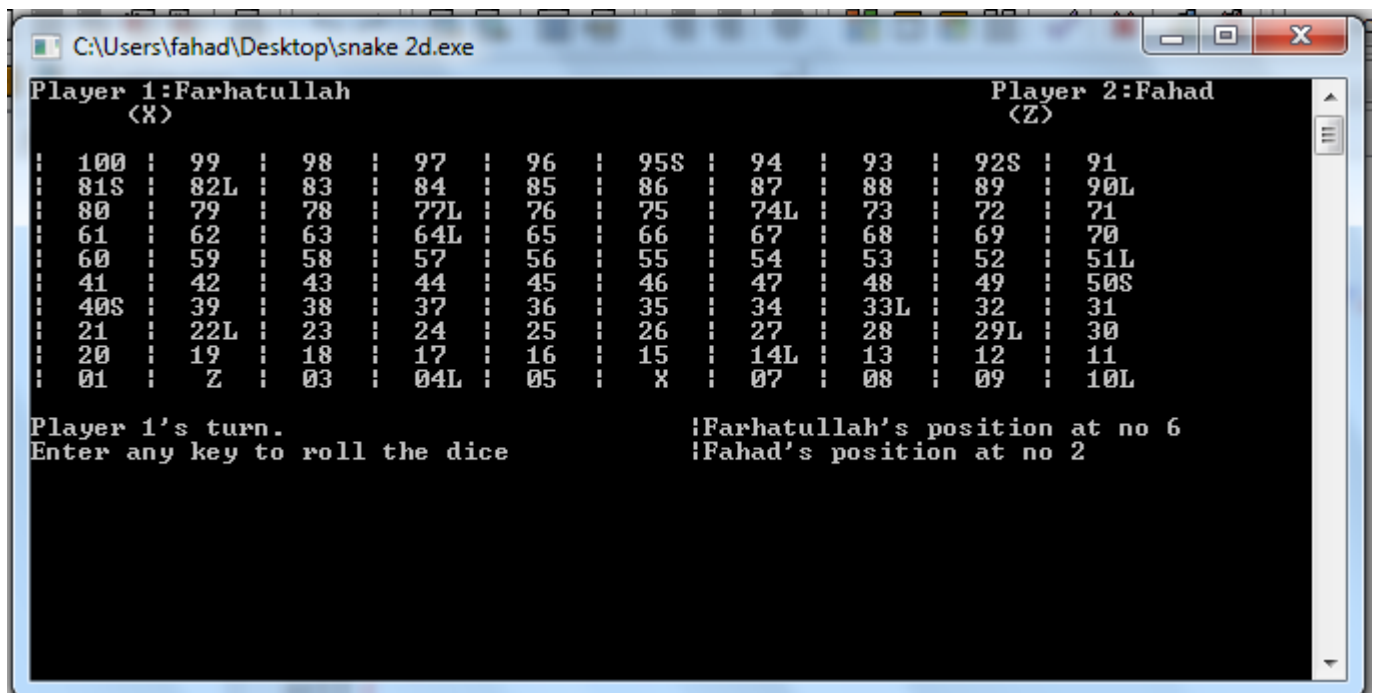 C:\Users\fahad\Desktop\snake 2d.exe
Player 1:Farhatullah Player 2:Fahad
(X) (Z)
¦ 100 ¦ 99 ¦ 98 ¦ 97 ¦ 96 ¦ 95S ¦ 94 ¦ 93 ¦ 92S ¦ 91
¦ 81S ¦ 82L ¦ 83 ¦ 84 ¦ 85 ¦ 86 ¦ 87 ¦ 88 ¦ 89 ¦ 90L
¦ 80 ¦ 79 ¦ 78 ¦ 77L ¦ 76 ¦ 75 ¦ 74L ¦ 73 ¦ 72 ¦ 71
¦ 61 ¦ 62 ¦ 63 ¦ 64L ¦ 65 ¦ 66 ¦ 67 ¦ 68 ¦ 69 ¦ 70
¦ 60 ¦ 59 ¦ 58 ¦ 57 ¦ 56 ¦ 55 ¦ 54 ¦ 53 ¦ 52 ¦ 51L
¦ 41 ¦ 42 ¦ 43 ¦ 44 ¦ 45 ¦ 46 ¦ 47 ¦ 48 ¦ 49 ¦ 50S
¦ 40S ¦ 39 ¦ 38 ¦ 37 ¦ 36 ¦ 35 ¦ 34 ¦ 33L ¦ 32 ¦ 31
¦ 21 ¦ 22L ¦ 23 ¦ 24 ¦ 25 ¦ 26 ¦ 27 ¦ 28 ¦ 29L ¦ 30
¦ 20 ¦ 19 ¦ 18 ¦ 17 ¦ 16 ¦ 15 ¦ 14L ¦ 13 ¦ 12 ¦ 11
¦ 01 ¦ Z ¦ 03 ¦ 04L ¦ 05 ¦ X ¦ 07 ¦ 08 ¦ 09 ¦ 10L
Player 1's turn. ¦Farhatullah's position at no 6
Enter any key to roll the dice ¦Fahad's position at no 2